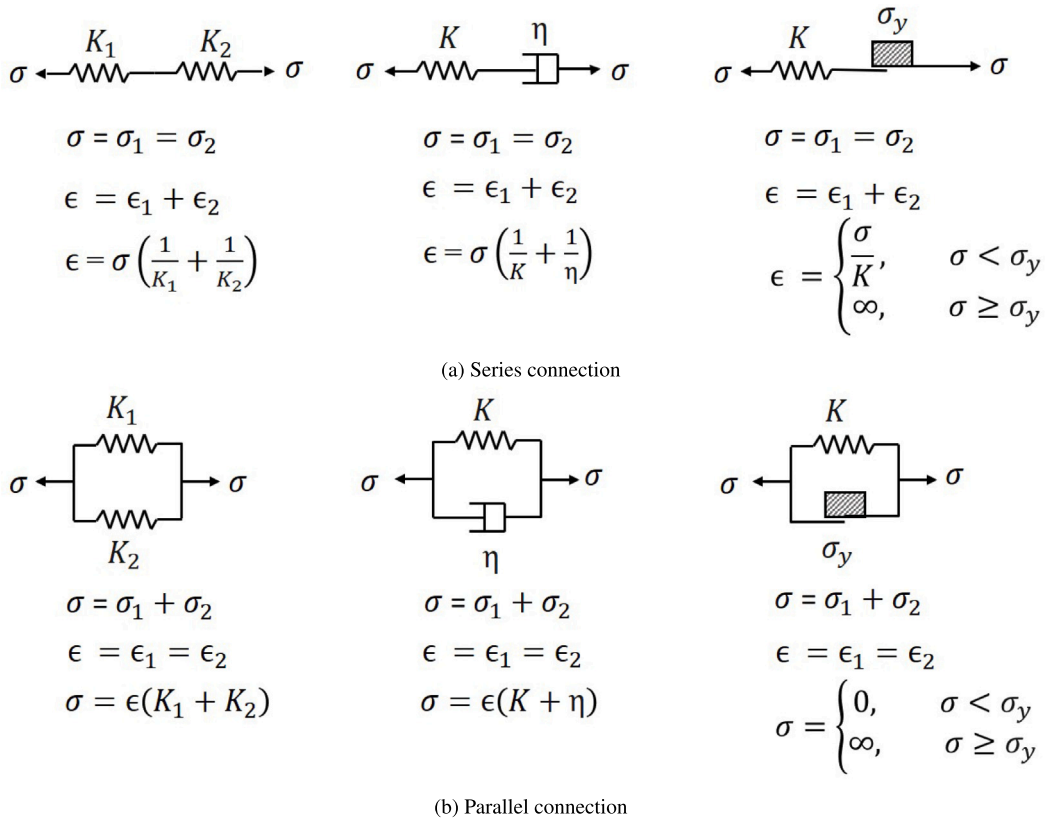 K₁ K₂ K η K σ_y
σ σ σ σ σ σ
σ = σ₁ = σ₂ σ = σ₁ = σ₂ σ = σ₁ = σ₂
ϵ = ϵ₁ + ϵ₂ ϵ = ϵ₁ + ϵ₂ ϵ = ϵ₁ + ϵ₂
ϵ = σ (1/K₁ + 1/K₂) ϵ = σ (1/K + 1/η) ϵ = { σ/K, σ < σ_y
∞, σ ≥ σ_y
(a) Series connection
K₁ K K
σ σ σ σ σ σ
K₂ η σ_y
σ = σ₁ + σ₂ σ = σ₁ + σ₂ σ = σ₁ + σ₂
ϵ = ϵ₁ = ϵ₂ ϵ = ϵ₁ = ϵ₂ ϵ = ϵ₁ = ϵ₂
σ = ϵ(K₁ + K₂) σ = ϵ(K + η) σ = { 0, σ < σ_y
∞, σ ≥ σ_y
(b) Parallel connection